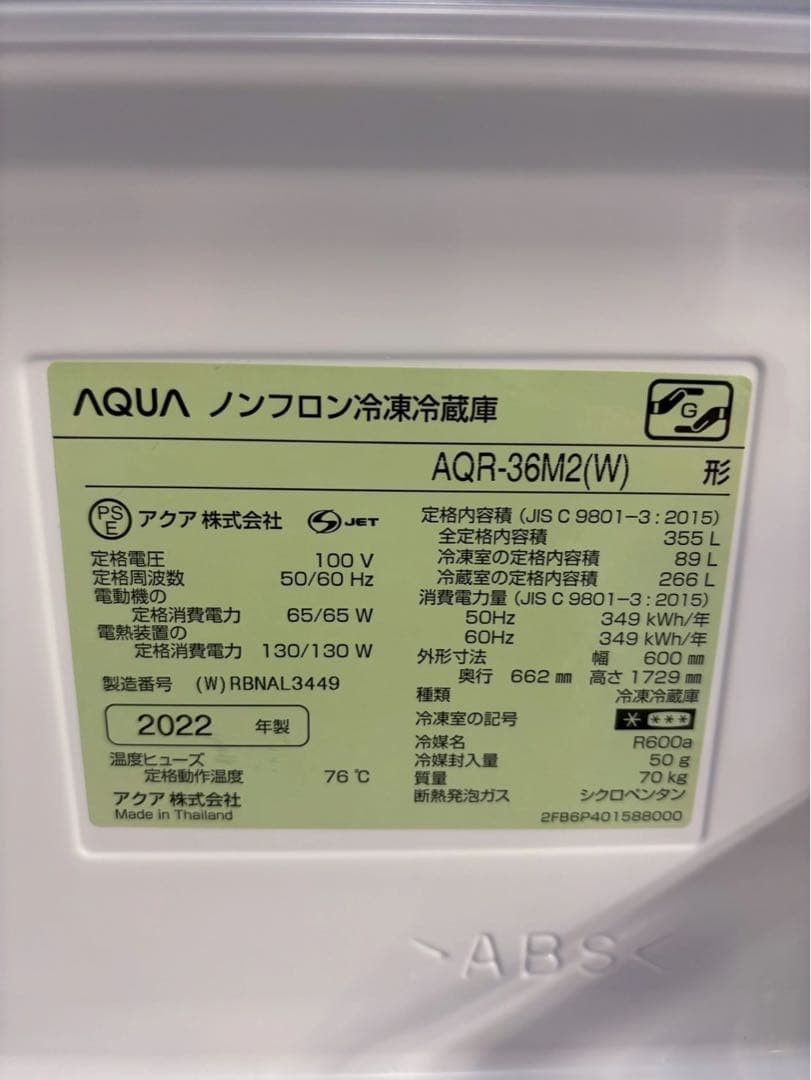 AQUA ノンフロン冷凍冷蔵庫
G
AQR-36M2(W) 形
PSE アクア株式会社 S JET
定格電圧 100 V
定格周波数 50/60 Hz
電動機の
定格消費電力 65/65 W
電熱装置の
定格消費電力 130/130 W
製造番号 (W)RBNAL3449
2022 年製
温度ヒューズ
定格動作温度 76 ℃
アクア株式会社
Made in Thailand
定格内容積 (JIS C 9801-3:2015)
全定格内容積 355 L
冷凍室の定格内容積 89 L
冷蔵室の定格内容積 266 L
消費電力量 (JIS C 9801-3:2015)
50Hz 349 kWh/年
60Hz 349 kWh/年
外形寸法 幅 600 ㎜
奥行 662 ㎜ 高さ 1729 ㎜
種類 冷凍冷蔵庫
冷凍室の記号 * ***
冷媒名 R600a
冷媒封入量 50 g
質量 70 kg
断熱発泡ガス シクロペンタン
2FB6P401588000
>ABS<